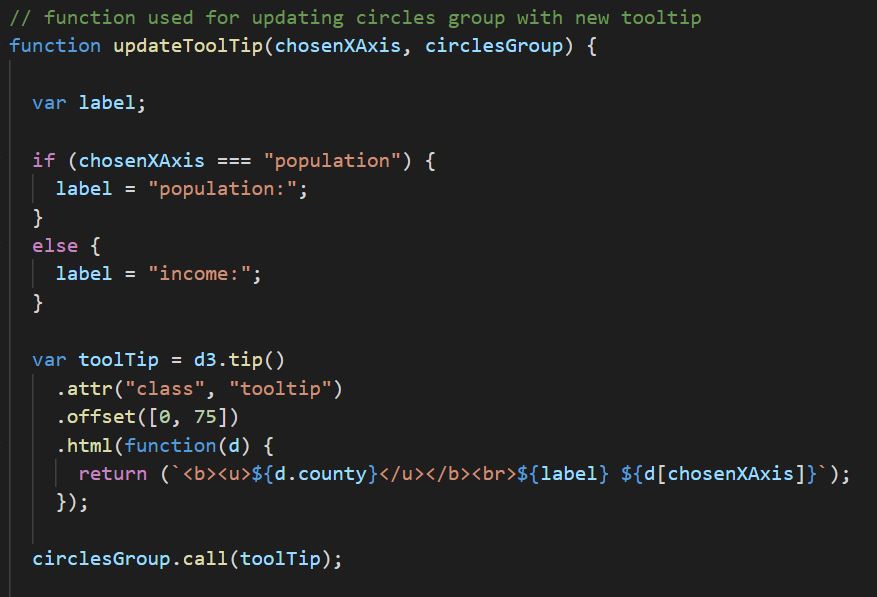 // function used for updating circles group with new tooltip
function updateToolTip(chosenXAxis, circlesGroup) {
var label;
if (chosenXAxis === "population") {
label = "population:";
}
else {
label = "income:";
}
var toolTip = d3.tip()
.attr("class", "tooltip")
.offset([0, 75])
.html(function(d) {
return (`<b><u>${d.county}</u></b><br>${label} ${d[chosenXAxis]}`);
});
circlesGroup.call(toolTip);